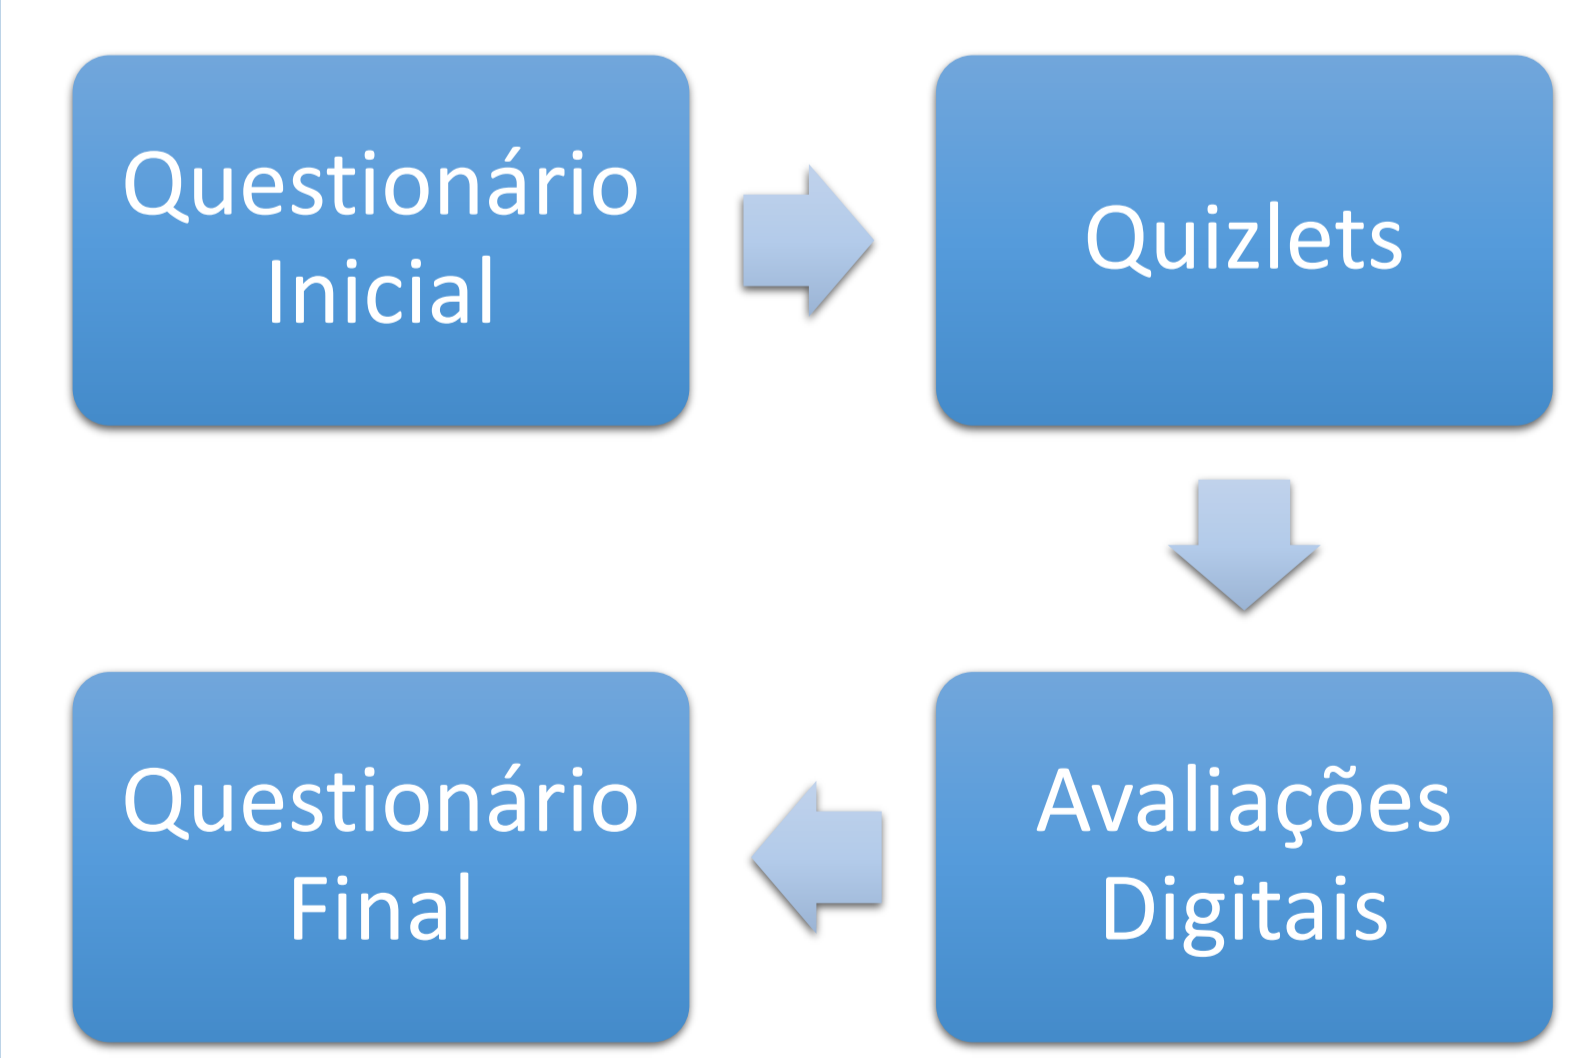 Questionário
Inicial
Quizlets
Avaliações
Digitais
Questionário
Final